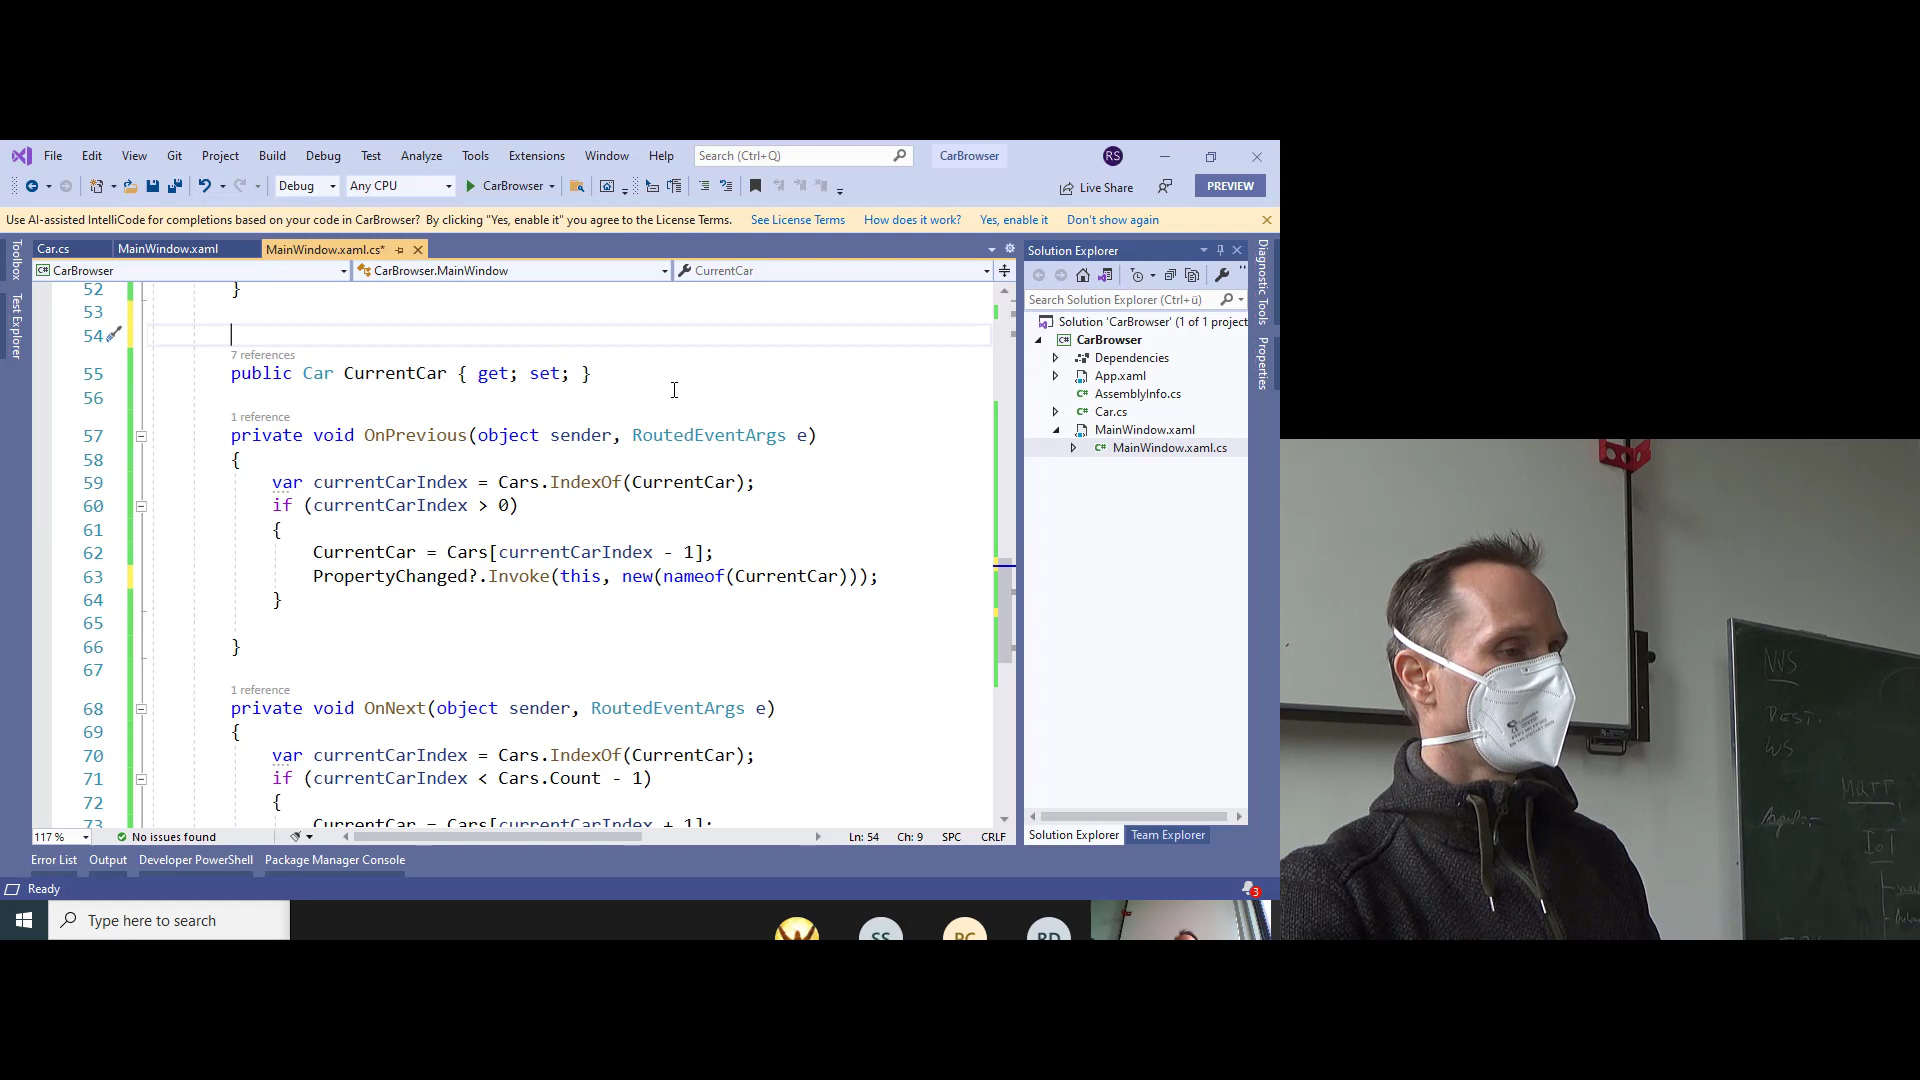 File Edit View Git Project Build Debug Test Analyze Tools Extensions Window Help Search (Ctrl+Q) CarBrowser RS
Debug Any CPU CarBrowser Live Share PREVIEW
Use AI-assisted IntelliCode for completions based on your code in CarBrowser? By clicking "Yes, enable it" you agree to the License Terms. See License Terms How does it work? Yes, enable it Don't show again
Toolbox
Test Explorer
Car.cs MainWindow.xaml MainWindow.xaml.cs*
CarBrowser CarBrowser.MainWindow CurrentCar
52 }
53
54
7 references
55 public Car CurrentCar { get; set; }
56
1 reference
57 private void OnPrevious(object sender, RoutedEventArgs e)
58 {
59 var currentCarIndex = Cars.IndexOf(CurrentCar);
60 if (currentCarIndex > 0)
61 {
62 CurrentCar = Cars[currentCarIndex - 1];
63 PropertyChanged?.Invoke(this, new(nameof(CurrentCar)));
64 }
65
66 }
67
1 reference
68 private void OnNext(object sender, RoutedEventArgs e)
69 {
70 var currentCarIndex = Cars.IndexOf(CurrentCar);
71 if (currentCarIndex < Cars.Count - 1)
72 {
73 CurrentCar = Cars[currentCarIndex + 1];
117 % No issues found Ln: 54 Ch: 9 SPC CRLF
Solution Explorer
Search Solution Explorer (Ctrl+ü)
Solution 'CarBrowser' (1 of 1 project
CarBrowser
Dependencies
App.xaml
AssemblyInfo.cs
Car.cs
MainWindow.xaml
MainWindow.xaml.cs
Solution Explorer Team Explorer
Diagnostic Tools
Properties
Error List Output Developer PowerShell Package Manager Console
Ready 3
Type here to search
SS
MQTT
IoT